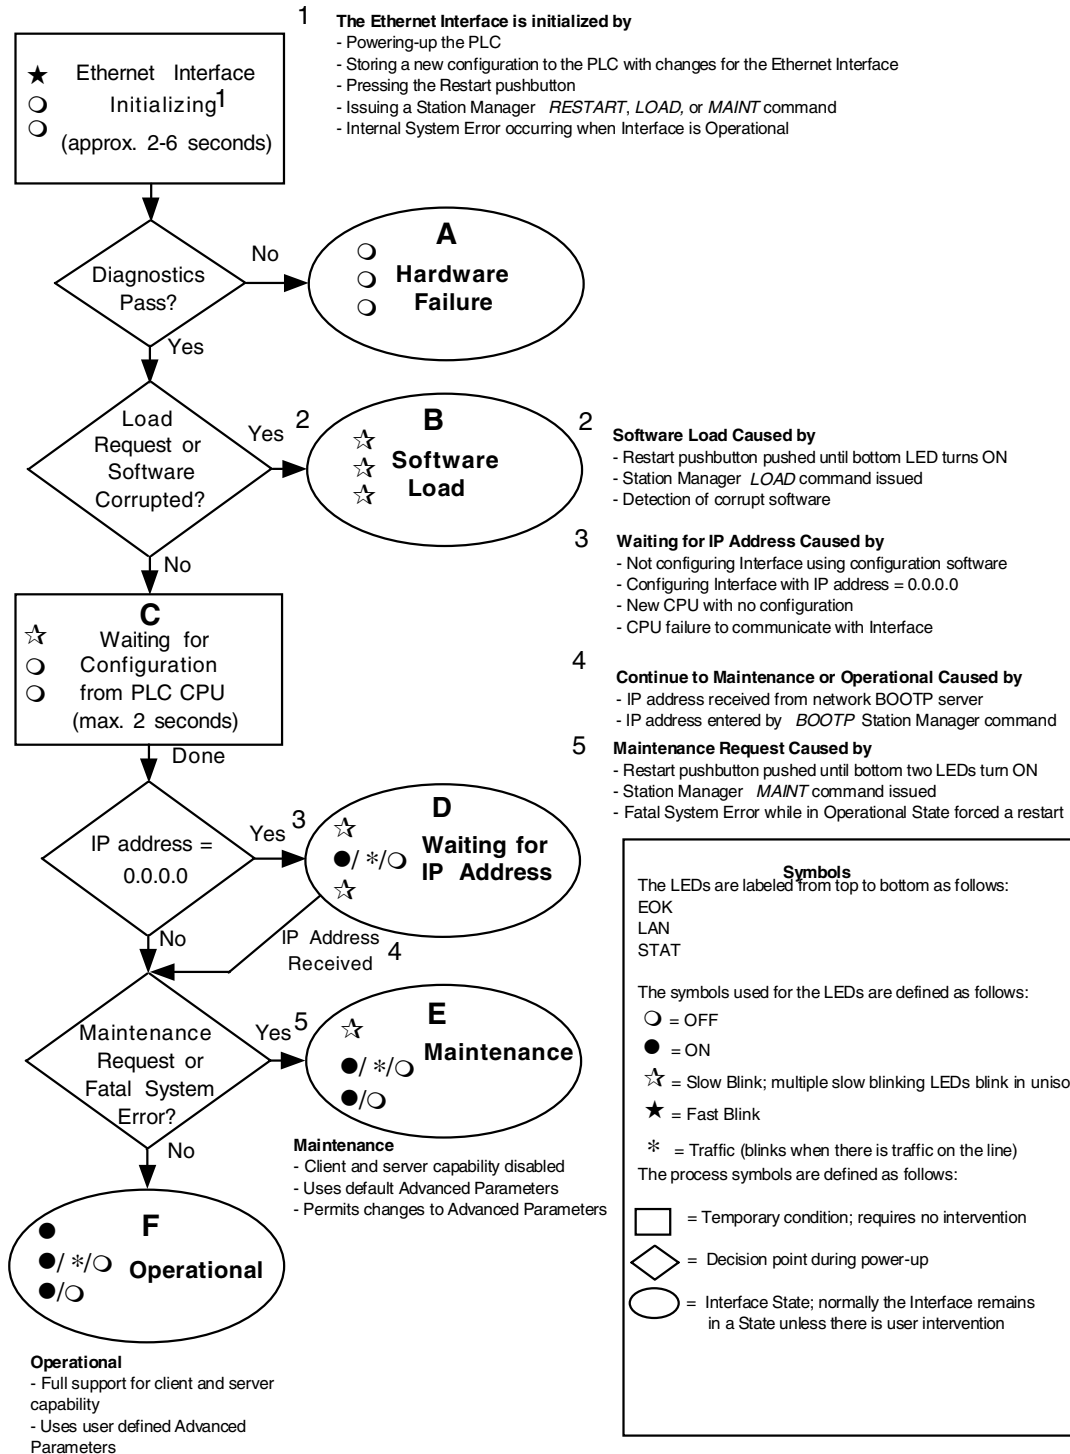 1
The Ethernet Interface is initialized by
- Powering-up the PLC
- Storing a new configuration to the PLC with changes for the Ethernet Interface
- Pressing the Restart pushbutton
- Issuing a Station Manager RESTART, LOAD, or MAINT command
- Internal System Error occurring when Interface is Operational
★ Ethernet Interface
Initializing1
(approx. 2-6 seconds)
Diagnostics
Pass?
No
A
Hardware
Failure
Yes
Load
Request or
Software
Corrupted?
Yes 2
B
Software
Load
2
Software Load Caused by
- Restart pushbutton pushed until bottom LED turns ON
- Station Manager LOAD command issued
- Detection of corrupt software
No
3
Waiting for IP Address Caused by
- Not configuring Interface using configuration software
- Configuring Interface with IP address = 0.0.0.0
- New CPU with no configuration
- CPU failure to communicate with Interface
C
Waiting for
Configuration
from PLC CPU
(max. 2 seconds)
4
Continue to Maintenance or Operational Caused by
- IP address received from network BOOTP server
- IP address entered by BOOTP Station Manager command
Done
5
Maintenance Request Caused by
- Restart pushbutton pushed until bottom two LEDs turn ON
- Station Manager MAINT command issued
- Fatal System Error while in Operational State forced a restart
IP address =
0.0.0.0
Yes 3
D
●/ */○
Waiting for
IP Address
No
IP Address
Received 4
Maintenance
Request or
Fatal System
Error?
Yes 5
E
Maintenance
●/ */○
●/○
Maintenance
- Client and server capability disabled
- Uses default Advanced Parameters
- Permits changes to Advanced Parameters
No
F
●
●/ */○
●/○
Operational
Operational
- Full support for client and server
capability
- Uses user defined Advanced
Parameters
Symbols
The LEDs are labeled from top to bottom as follows:
EOK
LAN
STAT
The symbols used for the LEDs are defined as follows:
○ = OFF
● = ON
☆ = Slow Blink; multiple slow blinking LEDs blink in uniso
★ = Fast Blink
* = Traffic (blinks when there is traffic on the line)
The process symbols are defined as follows:
= Temporary condition; requires no intervention
= Decision point during power-up
= Interface State; normally the Interface remains
in a State unless there is user intervention